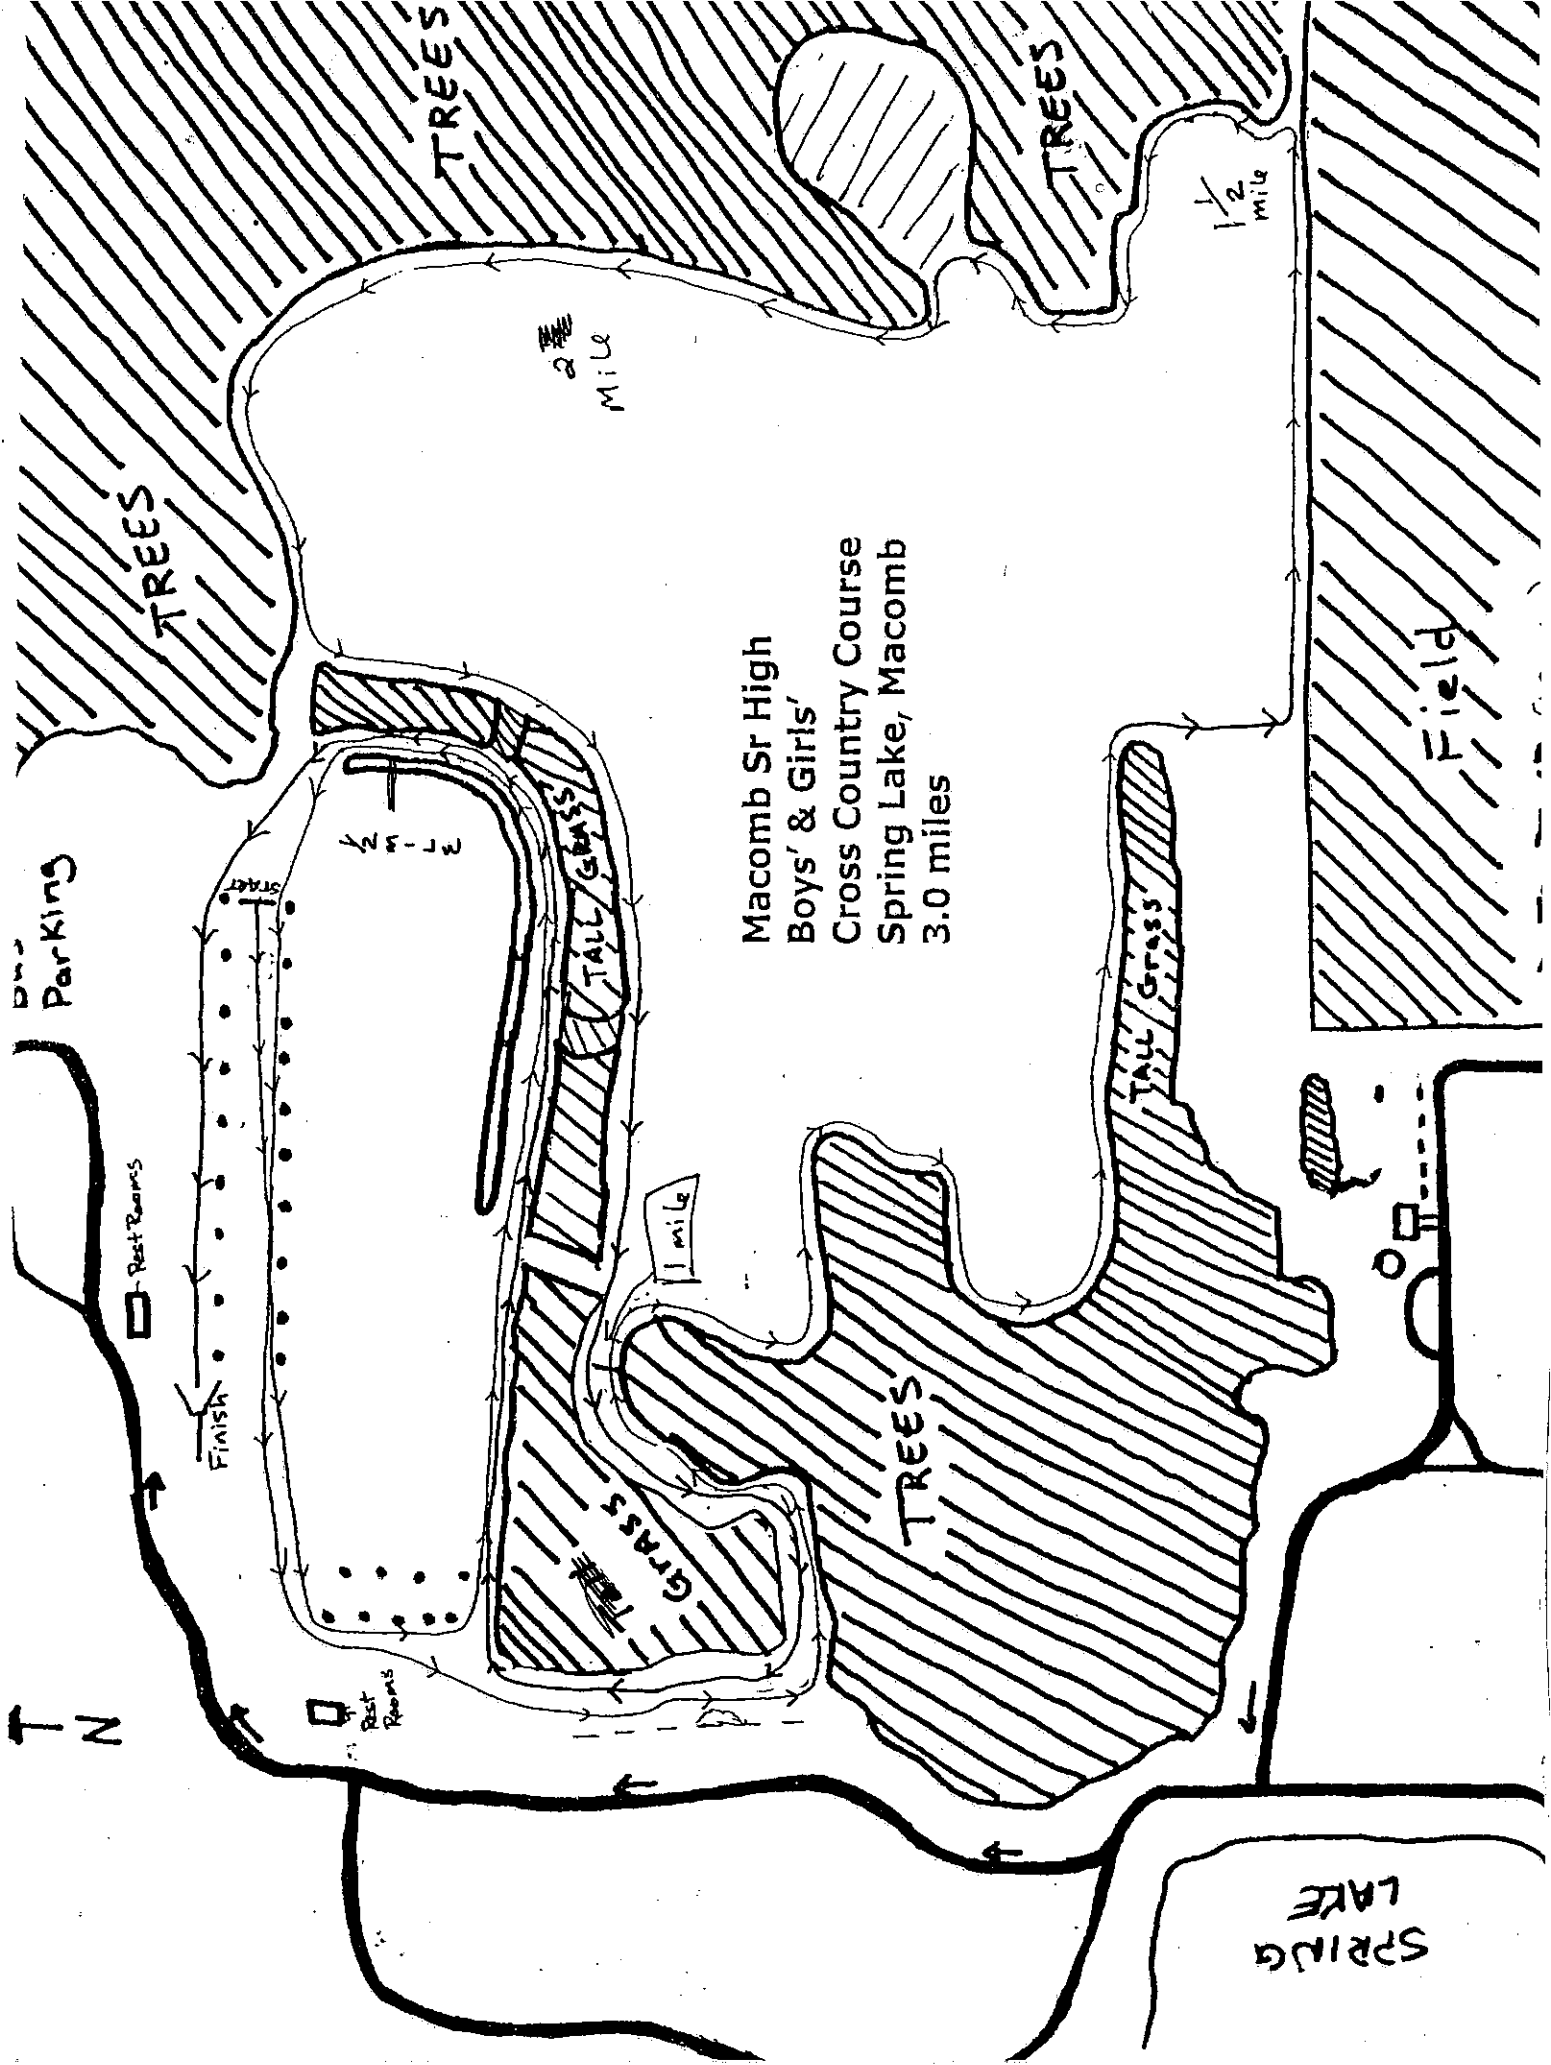 Macomb Sr High
Boys' & Girls'
Cross Country Course
Spring Lake, Macomb
3.0 miles
TREES
TREES
TREES
TREES
Parking
Rest Rooms
START
Finish
1/2 MILE
TALL GRASS
2
MILE
1 1/2
mile
1 mile
TALL Grass
Field
Grass
Rest
Rooms
N
SPRING
LAKE